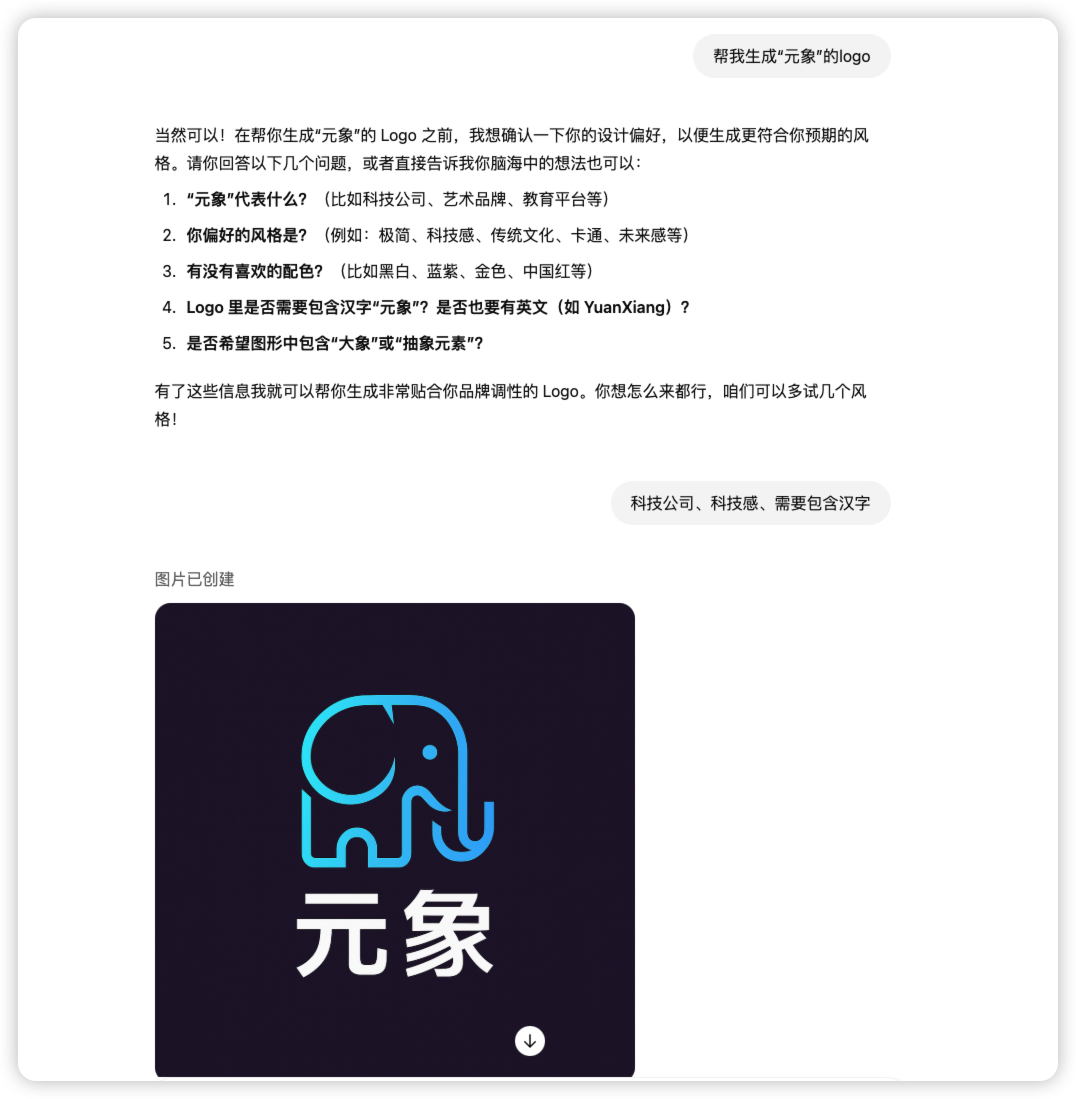 帮我生成“元象”的logo
当然可以！在帮你生成“元象”的 Logo 之前，我想确认一下你的设计偏好，以便生成更符合你预期的风
格。请你回答以下几个问题，或者直接告诉我你脑海中的想法也可以：
1. “元象”代表什么？（比如科技公司、艺术品牌、教育平台等）
2. 你偏好的风格是？（例如：极简、科技感、传统文化、卡通、未来感等）
3. 有没有喜欢的配色？（比如黑白、蓝紫、金色、中国红等）
4. Logo 里是否需要包含汉字“元象”？是否也要有英文（如 YuanXiang）？
5. 是否希望图形中包含“大象”或“抽象元素”？
有了这些信息我就可以帮你生成非常贴合你品牌调性的 Logo。你想怎么来都行，咱们可以多试几个风
格！
科技公司、科技感、需要包含汉字
图片已创建
元象